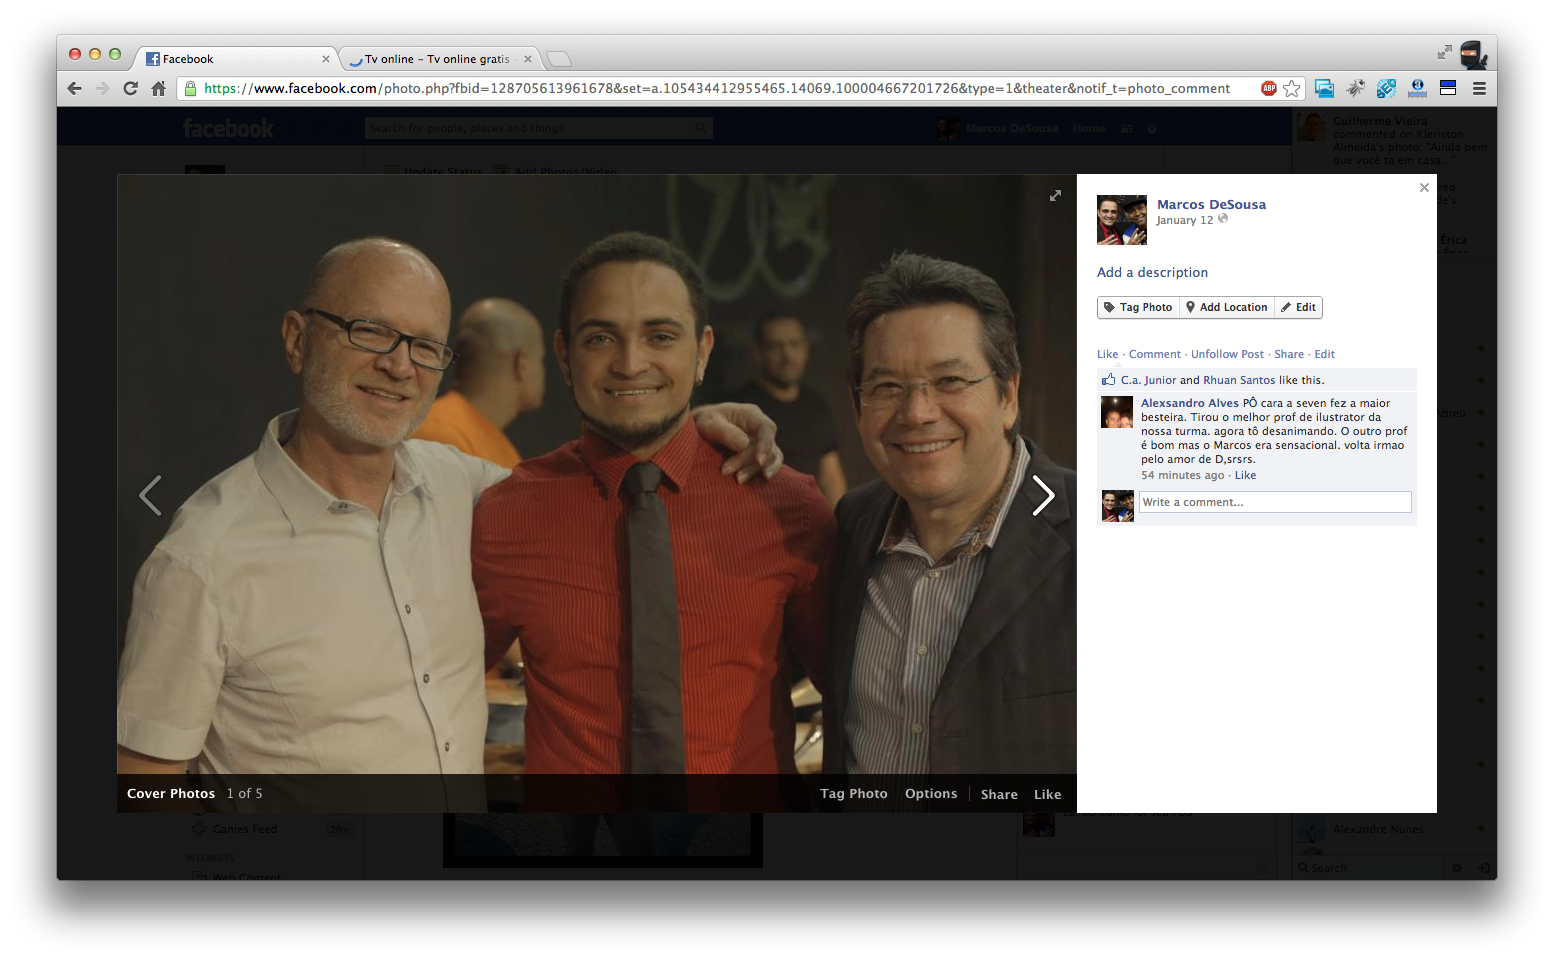 Facebook
Tv online – Tv online gratis
https://www.facebook.com/photo.php?fbid=128705613961678&set=a.105434412955465.14069.100004667201726&type=1&theater&notif_t=photo_comment
ABP
facebook
Search for people, places and things
Marcos DeSousa
Home
Update Status
Add Photos/Video
Guilherme Vieira
commented on Kleriston
Almeida's photo: "Ainda bem
que você ta em casa..."
Érica
Abreu
Marcos DeSousa
January 12
Add a description
Tag Photo
Add Location
Edit
Like · Comment · Unfollow Post · Share · Edit
C.a. Junior and Rhuan Santos like this.
Alexsandro Alves PÔ cara a seven fez a maior
besteira. Tirou o melhor prof de ilustrator da
nossa turma. agora tô desanimando. O outro prof
é bom mas o Marcos era sensacional. volta irmao
pelo amor de D,srsrs.
54 minutes ago · Like
Write a comment...
Cover Photos 1 of 5
Tag Photo Options Share Like
Games Feed 20+
INTERESTS
Web Content
Alexandre Nunes
Search